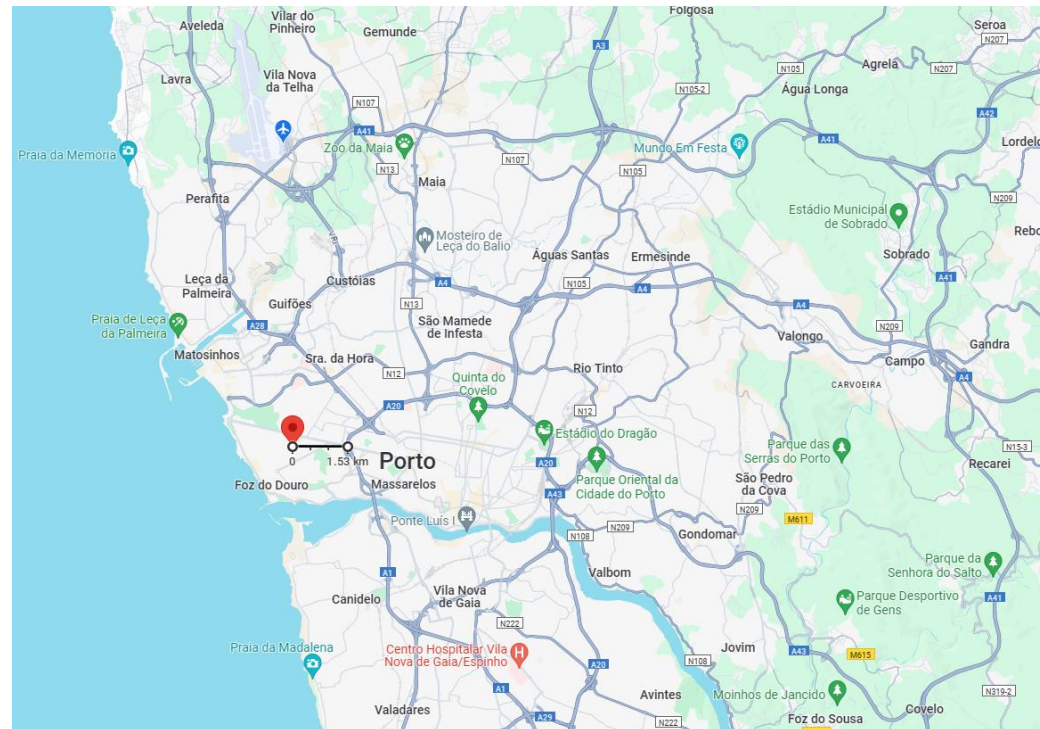 Folgosa
Vilar do
Pinheiro
Aveleda
Gemunde
Seroa
N207
A3
N105
Agrela
N207
Lavra
Vila Nova
da Telha
N105-2
Água Longa
N107
A42
A41
A41
Lordelo
Praia da Memória
Zoo da Maia
N107
Mundo Em Festa
N13
Maia
N105
Perafita
N209
Estádio Municipal
de Sobrado
Rebo
VRI
Mosteiro de
Leça do Balio
Águas Santas
Ermesinde
Sobrado
Leça da
Palmeira
Custóias
A4
N105
A4
A41
Guifões
N13
A4
Praia de Leça
da Palmeira
A28
São Mamede
de Infesta
N209
Valongo
Gandra
Matosinhos
Sra. da Hora
N12
Rio Tinto
Campo
Quinta do
Covelo
A4
CARVOEIRA
A20
N12
Estádio do Dragão
Parque das
Serras do Porto
N15-3
0
1.53 km
Porto
A20
Recarei
Foz do Douro
Massarelos
Parque Oriental da
Cidade do Porto
São Pedro
da Cova
A43
N209
Ponte Luís I
N209
M611
N108
Gondomar
Parque da
Senhora do Salto
A1
Valbom
Canidelo
Vila Nova
de Gaia
Parque Desportivo
de Gens
A41
N222
Praia da Madalena
Centro Hospitalar Vila
Nova de Gaia/Espinho
Jovim
A43
M615
N108
A20
A1
Avintes
Moinhos de Jancido
N319-2
Valadares
A29
N222
Foz do Sousa
Covelo